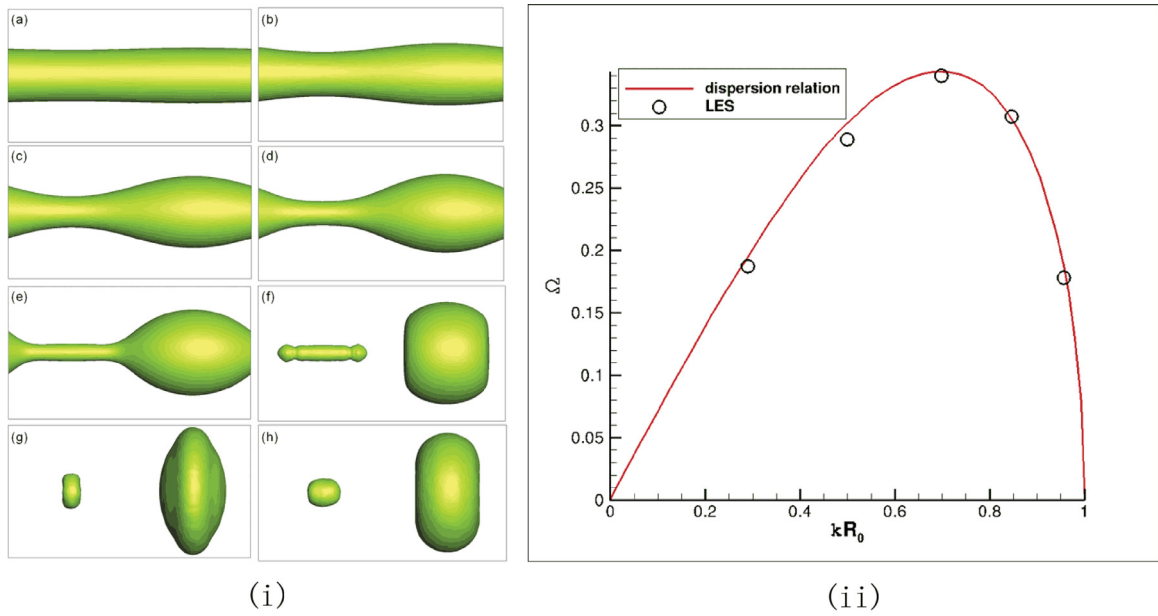 (a)
(b)
(c)
(d)
(e)
(f)
(g)
(h)
(i)
dispersion relation
LES
0.3
0.25
0.2
0.15
0.1
0.05
0
0 0.2 0.4 0.6 0.8 1
Ω
kR0
(ii)